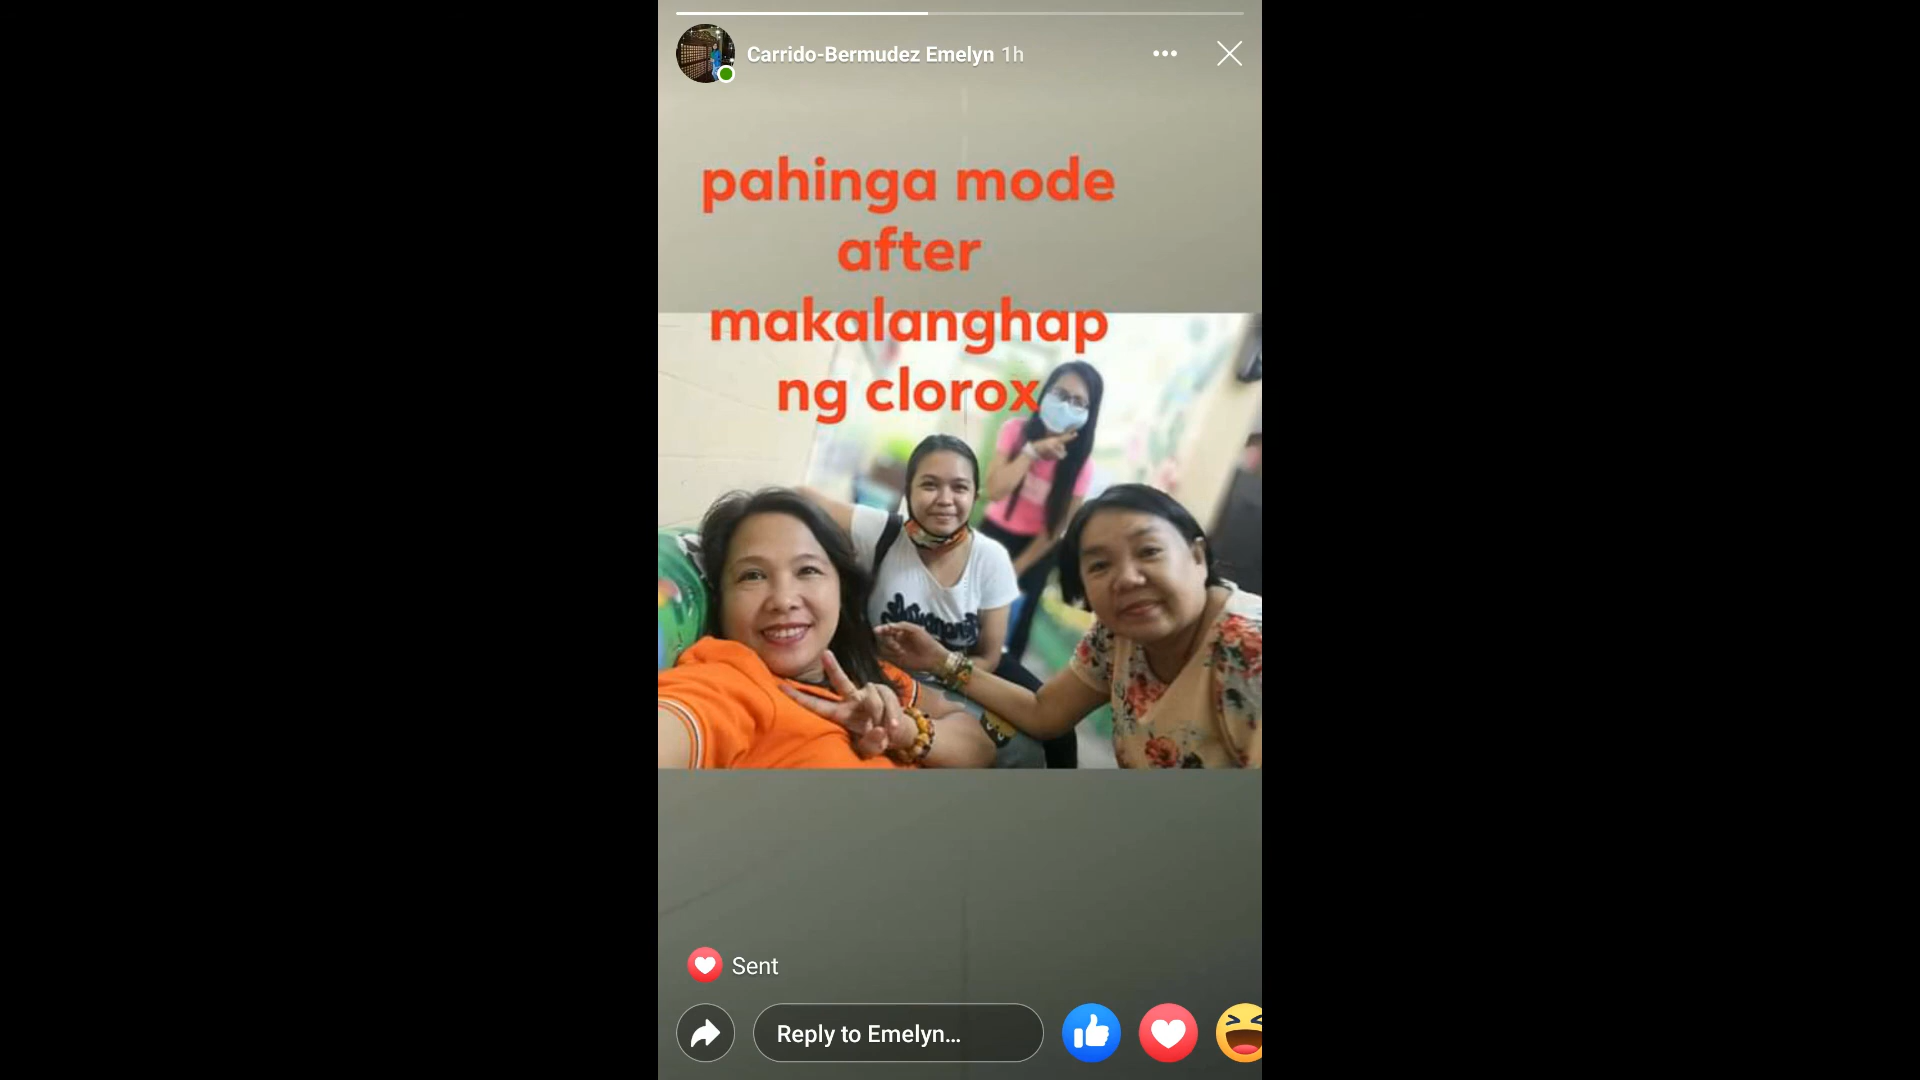 Carrido-Bermudez Emelyn 1h
pahinga mode
after
makalanghap
ng clorox
Sent
Reply to Emelyn...